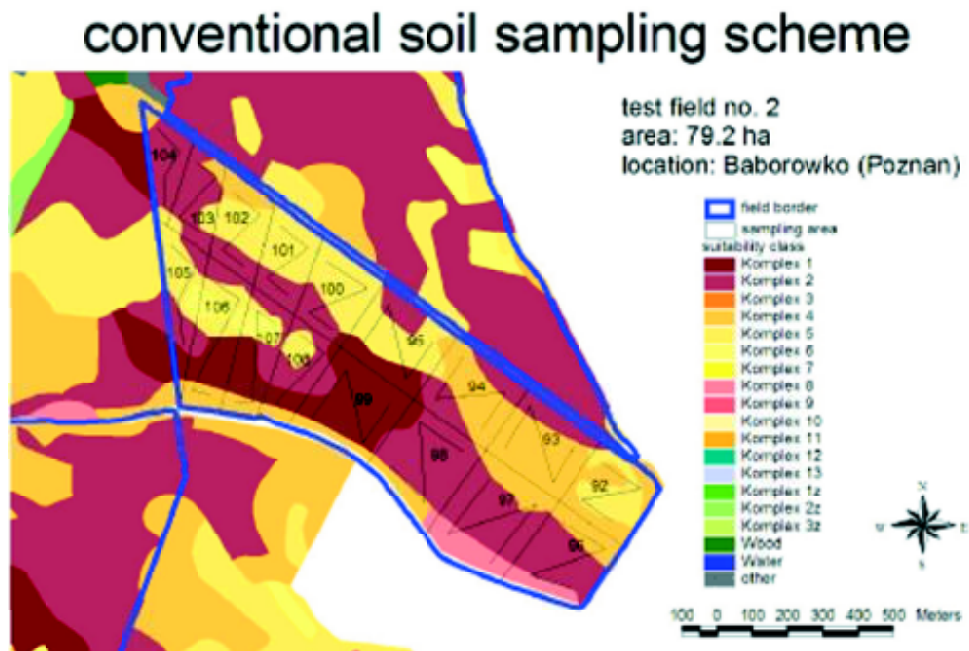 conventional soil sampling scheme
test field no. 2
area: 79.2 ha
location: Baborowko (Poznan)
field border
sampling area
suitability class
Komplex 1
Komplex 2
Komplex 3
Komplex 4
Komplex 5
Komplex 6
Komplex 7
Komplex 8
Komplex 9
Komplex 10
Komplex 11
Komplex 12
Komplex 13
Komplex 1z
Komplex 2z
Komplex 3z
Wood
Water
other
104
103 102
101
105
100
106
107
108
95
94
99
93
98
92
97
96
N
E
S
100 0 100 200 300 400 500 Meters